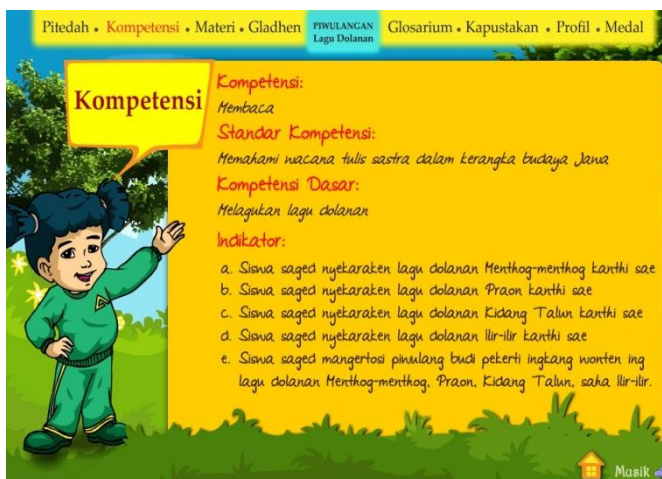 Pitedah • Kompetensi • Materi • Gladhen PIWULANGAN Lagu Dolanan Glosarium • Kapustakan • Profil • Medal
Kompetensi
Kompetensi:
Membaca
Standar Kompetensi:
Memahami wacana tulis sastra dalam kerangka budaya Jawa
Kompetensi Dasar:
Melagukan lagu dolanan
Indikator:
a. Siswa saged nyekaraken lagu dolanan Menthog-menthog kanthi sae
b. Siswa saged nyekaraken lagu dolanan Praon kanthi sae
c. Siswa saged nyekaraken lagu dolanan Kidang Talun kanthi sae
d. Siswa saged nyekaraken lagu dolanan Ilir-ilir kanthi sae
e. Siswa saged mangertosi piwulang budi pekerti ingkang wonten ing
lagu dolanan Menthog-menthog, Praon, Kidang Talun, saha Ilir-ilir.
Musik